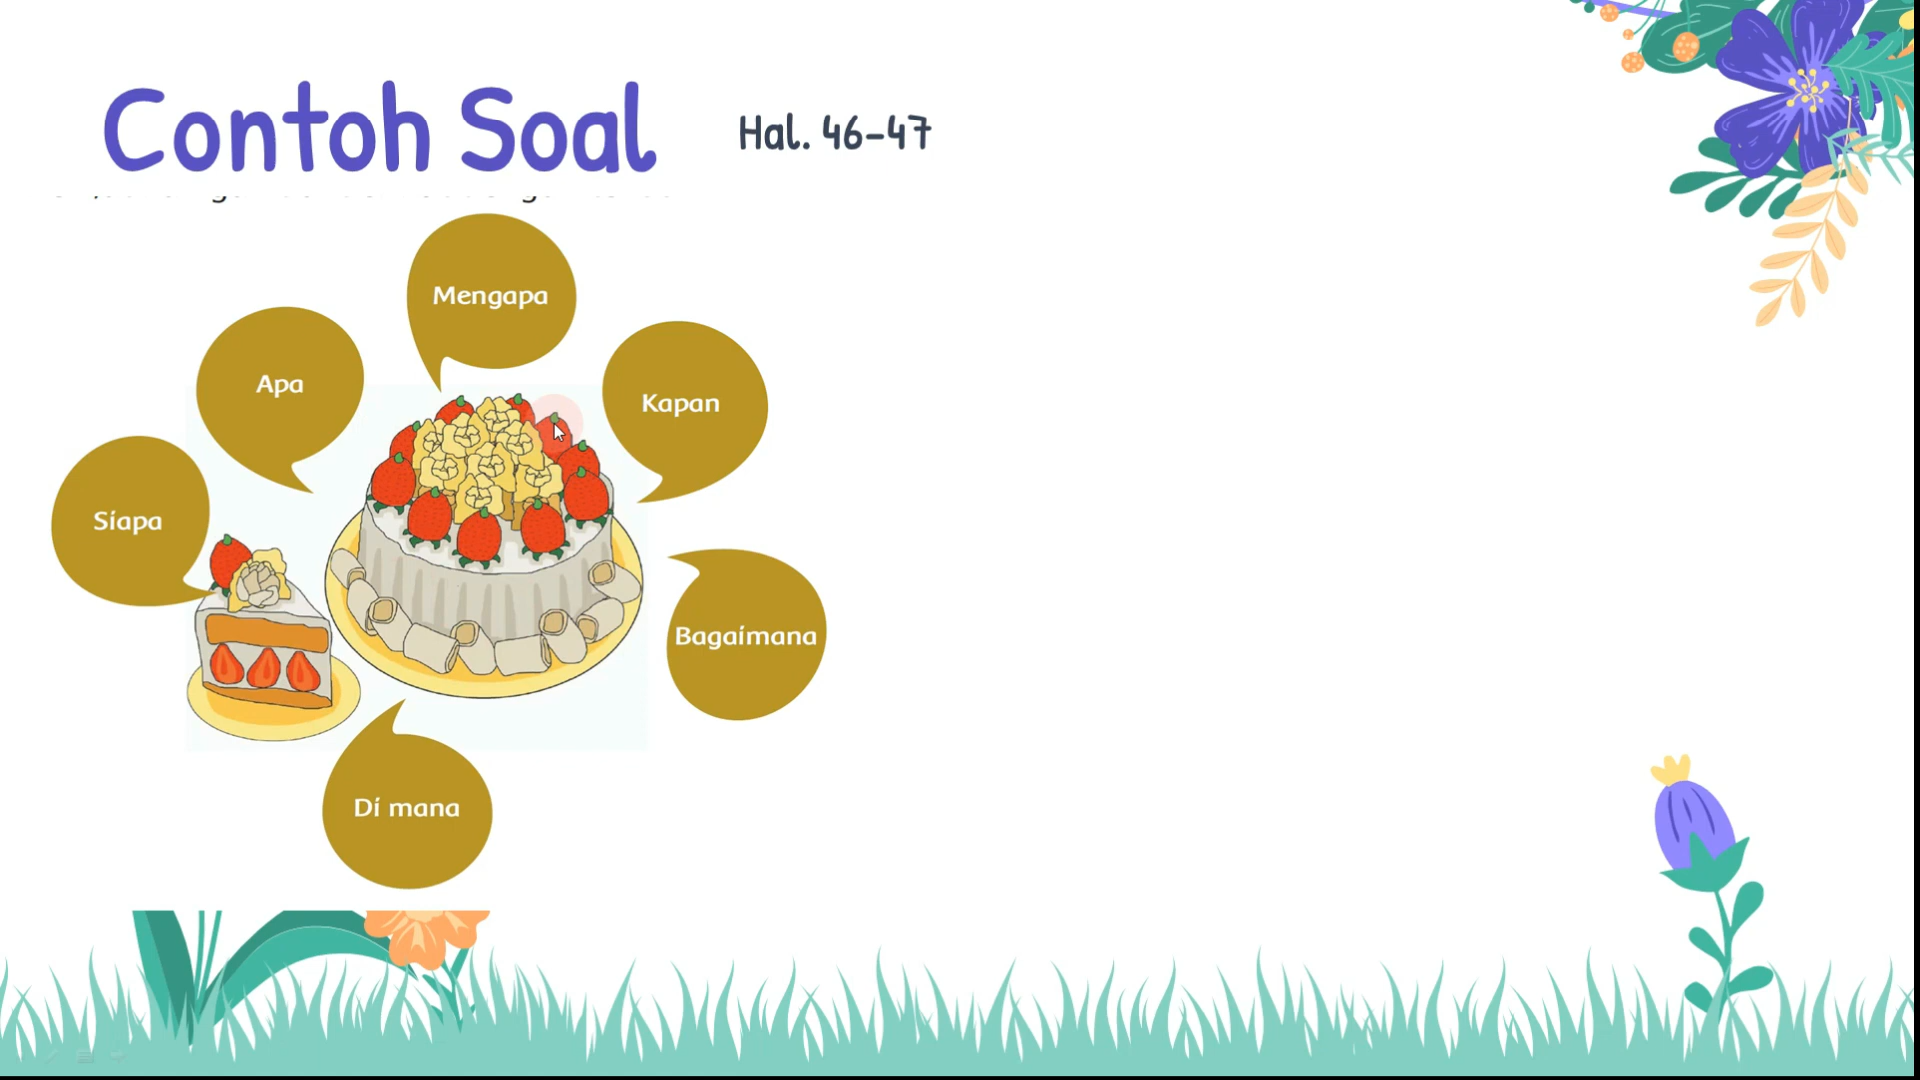 Contoh Soal
Hal. 46-47
Mengapa
Apa
Kapan
Siapa
Bagaimana
Di mana